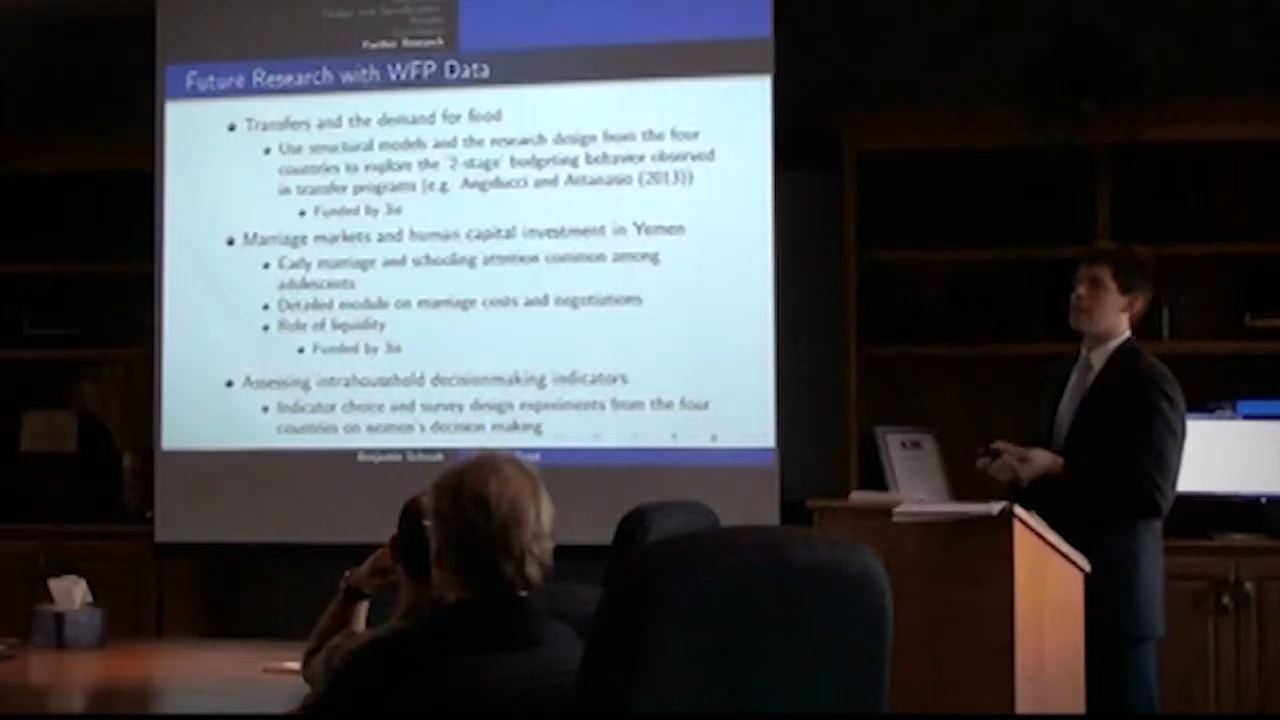 Further Research
Future Research with WFP Data
Transfers and the demand for food
Use structural models and the research design from the four
countries to explore the '2-stage' budgeting behavior observed
in transfer programs (e.g. Angelucci and Attanasio (2013))
Funded by 3ie
Marriage markets and human capital investment in Yemen
Early marriage and schooling attention common among
adolescents
Detailed module on marriage costs and negotiations
Role of liquidity
Funded by 3ie
Assessing intrahousehold decisionmaking indicators
Indicator choice and survey design experiments from the four
countries on women's decision making
Benjamin